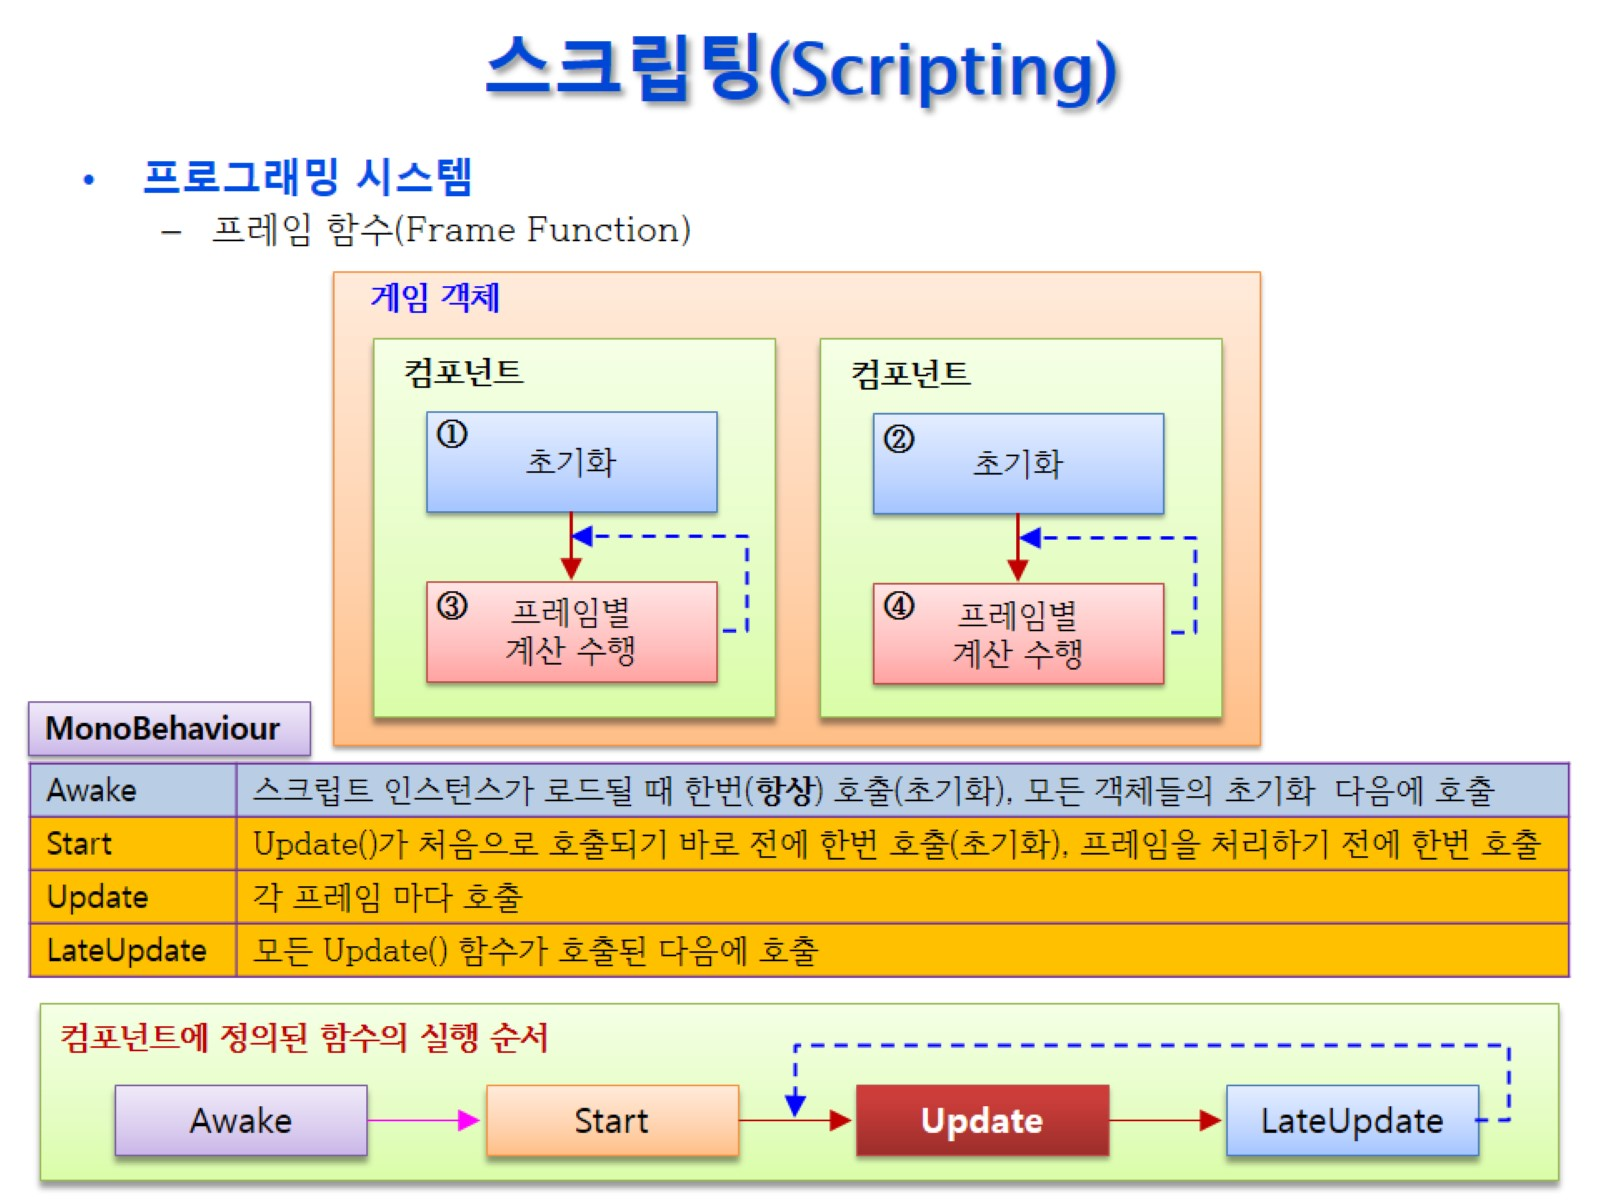 스크립팅(Scripting)
• 프로그래밍 시스템
– 프레임 함수(Frame Function)
게임 객체
컴포넌트
① 초기화
③ 프레임별
계산 수행
컴포넌트
② 초기화
④ 프레임별
계산 수행
MonoBehaviour
Awake 스크립트 인스턴스가 로드될 때 한번(항상) 호출(초기화), 모든 객체들의 초기화 다음에 호출
Start Update()가 처음으로 호출되기 바로 전에 한번 호출(초기화), 프레임을 처리하기 전에 한번 호출
Update 각 프레임 마다 호출
LateUpdate 모든 Update() 함수가 호출된 다음에 호출
컴포넌트에 정의된 함수의 실행 순서
Awake Start Update LateUpdate